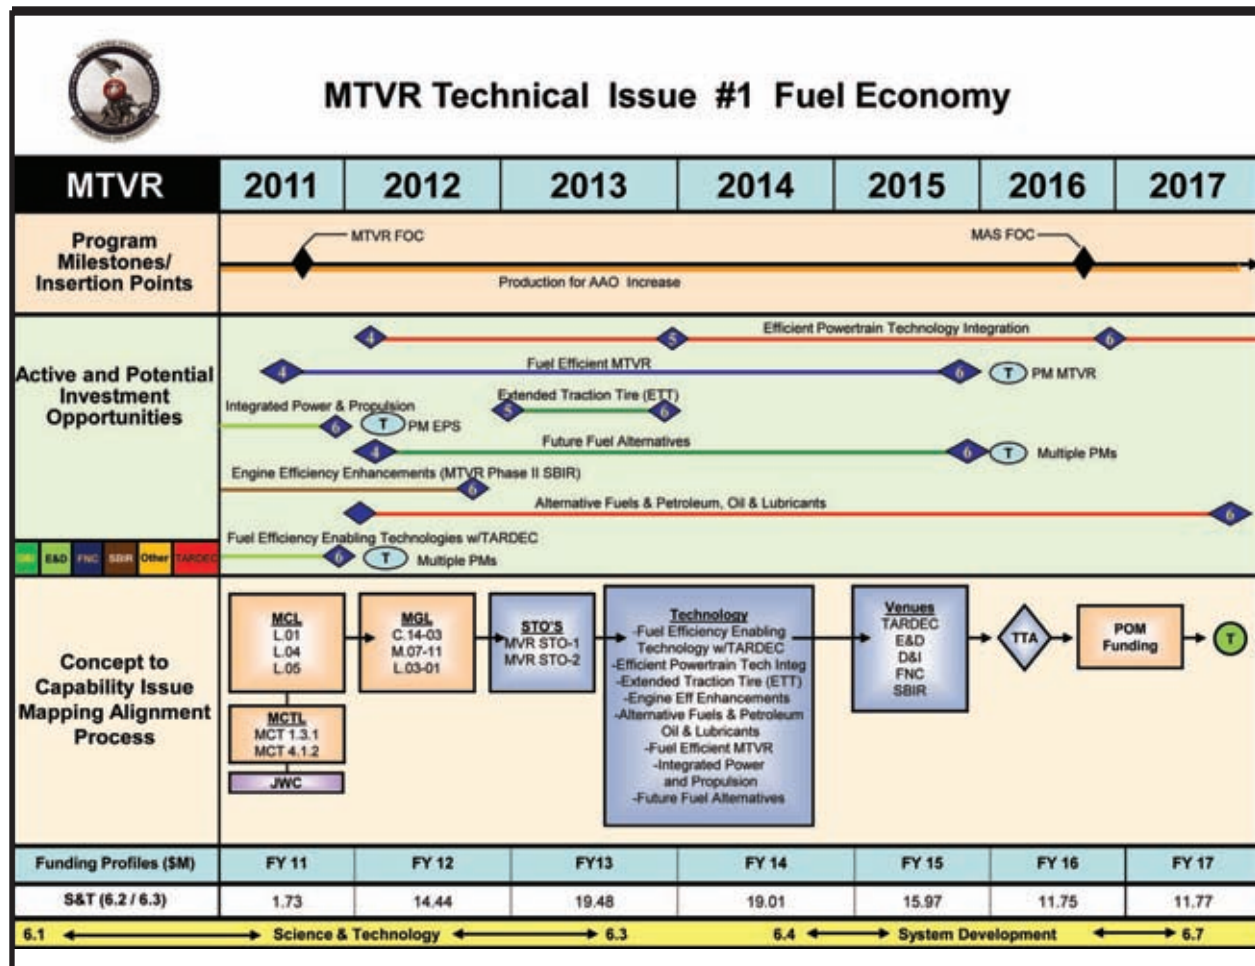 MTVR Technical Issue #1 Fuel Economy
MTVR 2011 2012 2013 2014 2015 2016 2017
Program
Milestones/
Insertion Points
MTVR FOC
MAS FOC
Production for AAO Increase
Active and Potential
Investment
Opportunities
4 5 Efficient Powertrain Technology Integration 6
4 Fuel Efficient MTVR 6 T PM MTVR
Extended Traction Tire (ETT)
5 6
Integrated Power & Propulsion
6 T PM EPS
4 Future Fuel Alternatives 6 T Multiple PMs
Engine Efficiency Enhancements (MTVR Phase II SBIR)
6
Alternative Fuels & Petroleum, Oil & Lubricants
6
Fuel Efficiency Enabling Technologies w/TARDEC
6 T Multiple PMs
E&D FNC SBIR Other TARDEC
Concept to
Capability Issue
Mapping Alignment
Process
MCL
L.01
L.04
L.05
MCTL
MCT 1.3.1
MCT 4.1.2
JWC
MGL
C.14-03
M.07-11
L.03-01
STO'S
MVR STO-1
MVR STO-2
Technology
-Fuel Efficiency Enabling
Technology w/TARDEC
-Efficient Powertrain Tech Integ
-Extended Traction Tire (ETT)
-Engine Eff Enhancements
-Alternative Fuels & Petroleum
Oil & Lubricants
-Fuel Efficient MTVR
-Integrated Power
and Propulsion
-Future Fuel Alternatives
Venues
TARDEC
E&D
D&I
FNC
SBIR
TTA
POM
Funding
T
Funding Profiles ($M) FY 11 FY 12 FY13 FY 14 FY 15 FY 16 FY 17
S&T (6.2 / 6.3) 1.73 14.44 19.48 19.01 15.97 11.75 11.77
6.1 Science & Technology 6.3 6.4 System Development 6.7